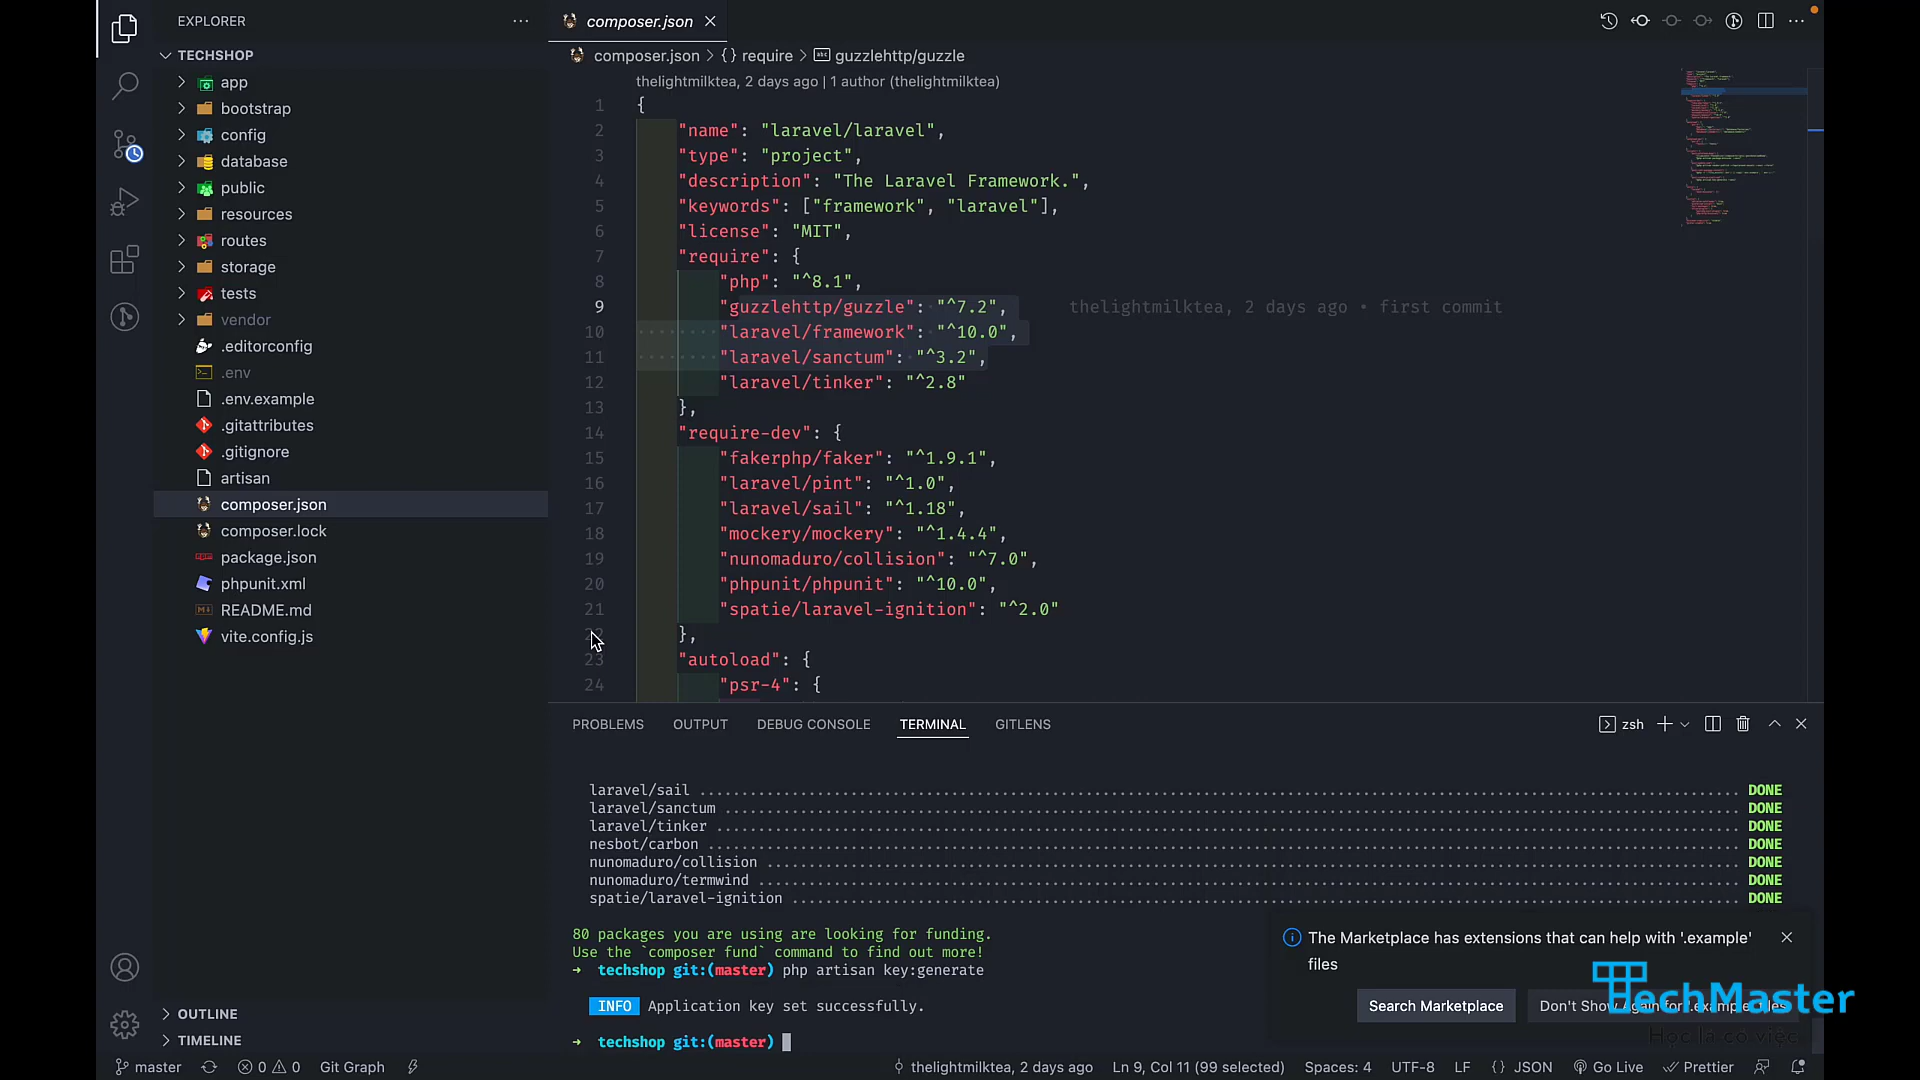 EXPLORER
TECHSHOP
app
bootstrap
config
database
public
resources
routes
storage
tests
vendor
.editorconfig
.env
.env.example
.gitattributes
.gitignore
artisan
composer.json
composer.lock
package.json
phpunit.xml
README.md
vite.config.js
OUTLINE
TIMELINE
composer.json
composer.json > {} require > guzzlehttp/guzzle
thelightmilktea, 2 days ago | 1 author (thelightmilktea)
1 {
2 "name": "laravel/laravel",
3 "type": "project",
4 "description": "The Laravel Framework.",
5 "keywords": ["framework", "laravel"],
6 "license": "MIT",
7 "require": {
8 "php": "^8.1",
9 "guzzlehttp/guzzle": "^7.2", thelightmilktea, 2 days ago • first commit
10 "laravel/framework": "^10.0",
11 "laravel/sanctum": "^3.2",
12 "laravel/tinker": "^2.8"
13 },
14 "require-dev": {
15 "fakerphp/faker": "^1.9.1",
16 "laravel/pint": "^1.0",
17 "laravel/sail": "^1.18",
18 "mockery/mockery": "^1.4.4",
19 "nunomaduro/collision": "^7.0",
20 "phpunit/phpunit": "^10.0",
21 "spatie/laravel-ignition": "^2.0"
22 },
23 "autoload": {
24 "psr-4": {
PROBLEMS OUTPUT DEBUG CONSOLE TERMINAL GITLENS zsh
laravel/sail ........ DONE
laravel/sanctum ........ DONE
laravel/tinker ........ DONE
nesbot/carbon ........ DONE
nunomaduro/collision ........ DONE
nunomaduro/termwind ........ DONE
spatie/laravel-ignition ........ DONE
80 packages you are using are looking for funding.
Use the `composer fund` command to find out more!
→ techshop git:(master) php artisan key:generate
INFO Application key set successfully.
→ techshop git:(master)
The Marketplace has extensions that can help with '.example'
files
Search Marketplace
Don't Show Again for '.example' files
TechMaster
Học là có việc
master 0 0 Git Graph thelightmilktea, 2 days ago Ln 9, Col 11 (99 selected) Spaces: 4 UTF-8 LF {} JSON Go Live Prettier